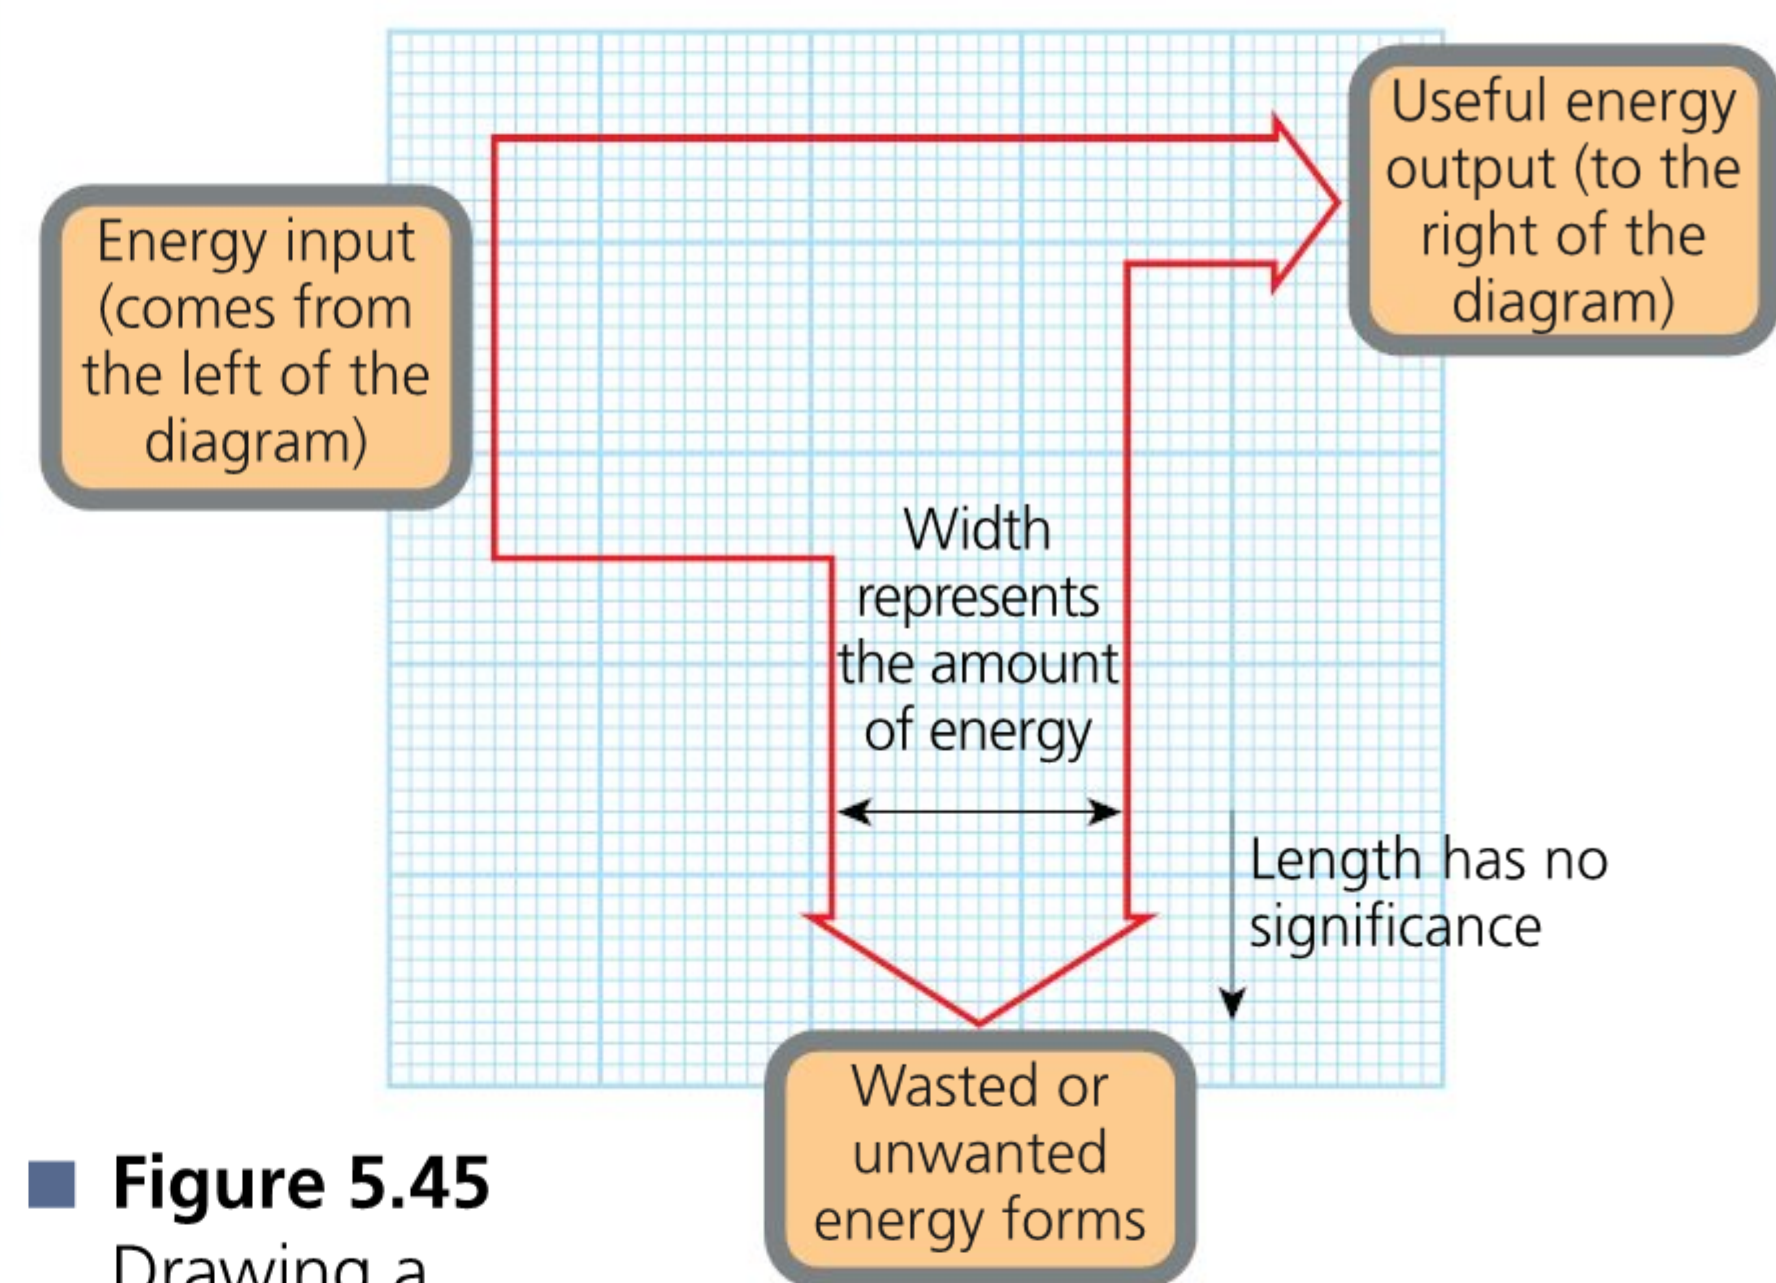 Useful energy
output (to the
right of the
diagram)
Energy input
(comes from
the left of the
diagram)
Width
represents
the amount
of energy
Length has no
significance
Wasted or
unwanted
energy forms
Figure 5.45
Drawing a